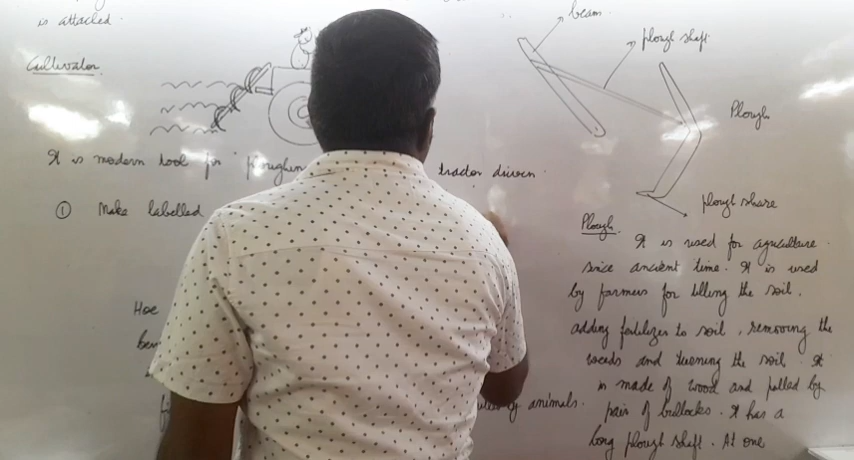 is attached.
Cultivator
It is modern tool for
tractor driven
① Make labelled
Hoe
animals.
beam
plough shaft
Plough
plough share
Plough.
It is used for agriculture
since ancient time. It is used
by farmers for tilling the soil,
adding fertilizer to soil, removing the
weeds and turning the soil. It
is made of wood and pulled by
pair of bullocks. It has a
long plough shaft. At one